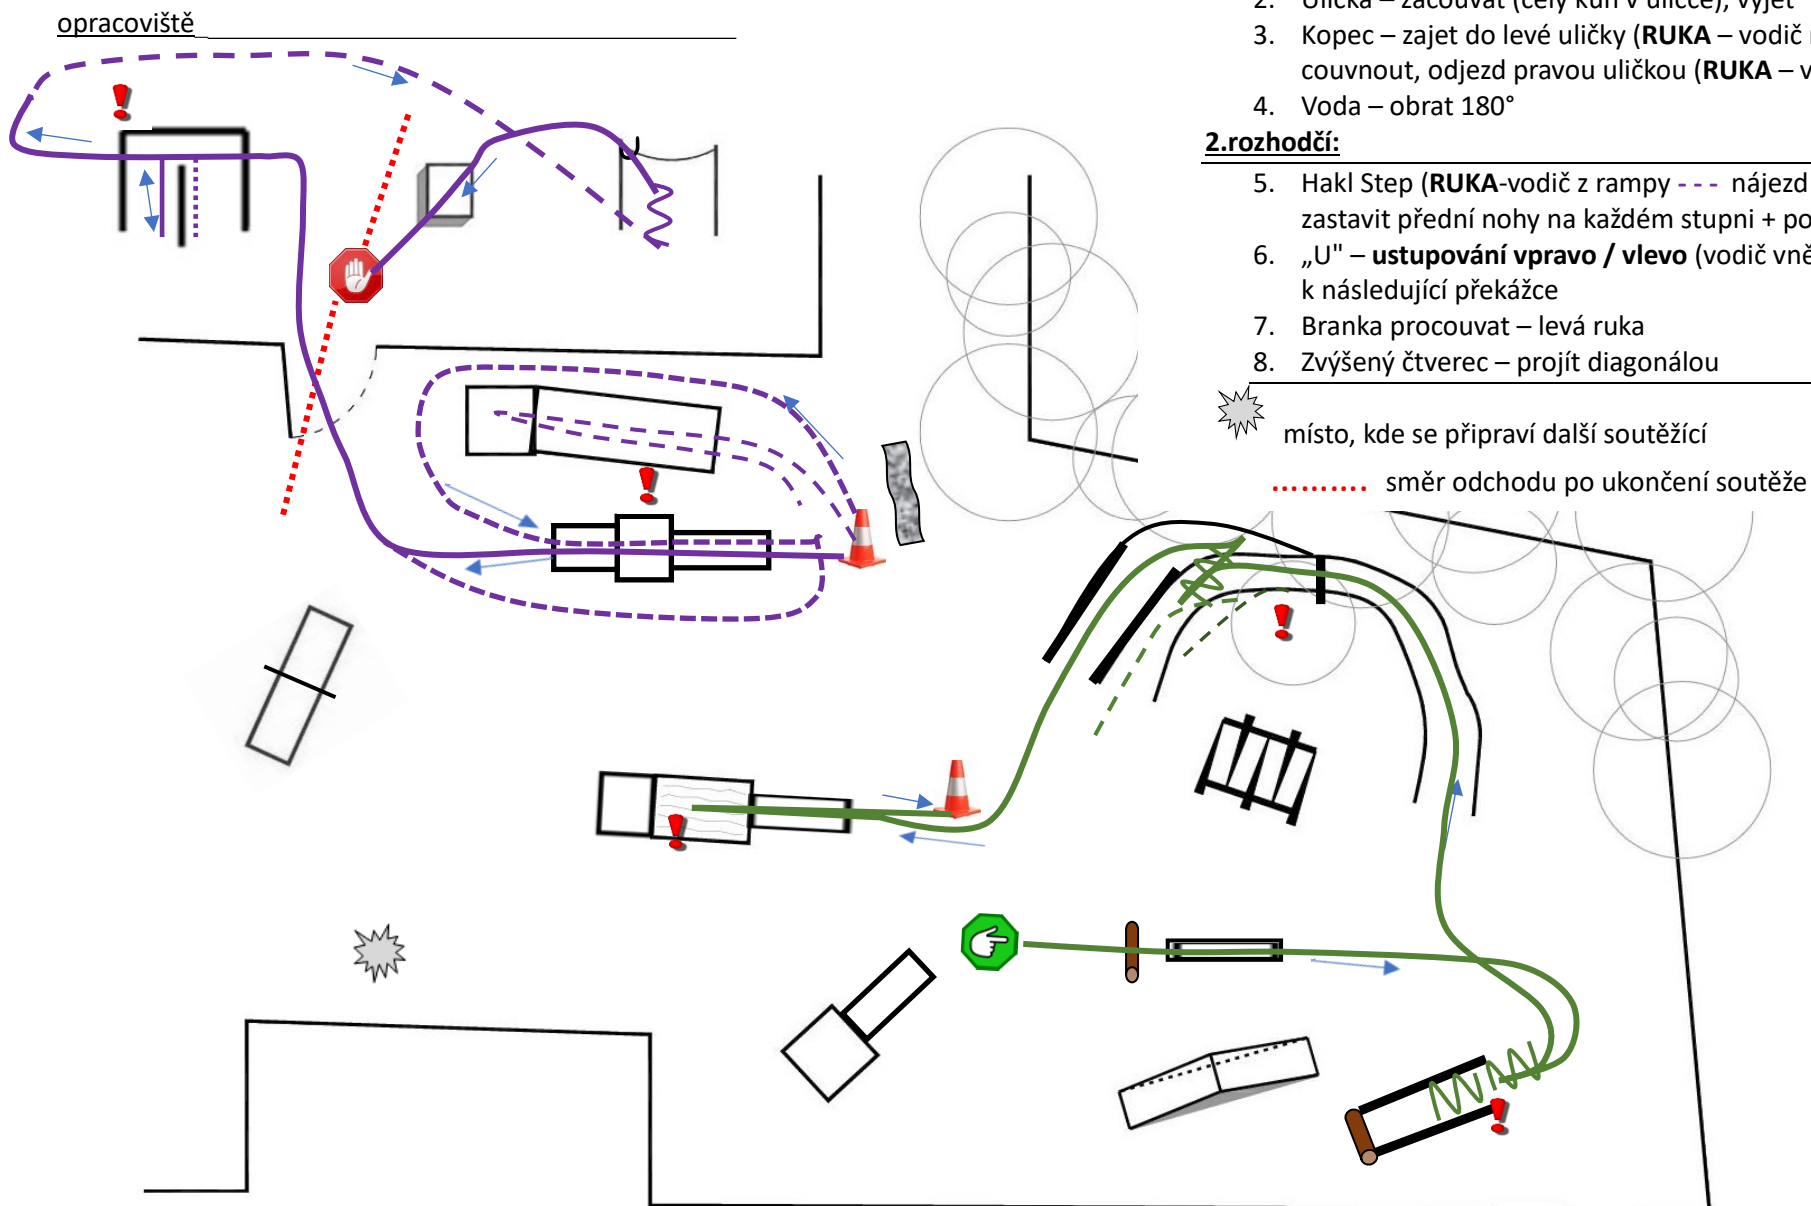 opracoviště
2. Ulička – zacouvat (celý kůň v uličce), vyjet
3. Kopec – zajet do levé uličky (RUKA – vodič
couvnout, odjezd pravou uličkou (RUKA –
4. Voda – obrat 180°
2.rozhodčí:
5. Hakl Step (RUKA-vodič z rampy - - - nájezd
zastavit přední nohy na každém stupni +
6. „U" – ustupování vpravo / vlevo (vodič
k následující překážce
7. Branka procouvat – levá ruka
8. Zvýšený čtverec – projít diagonálou
místo, kde se připraví další soutěžící
.......... směr odchodu po ukončení soutěže